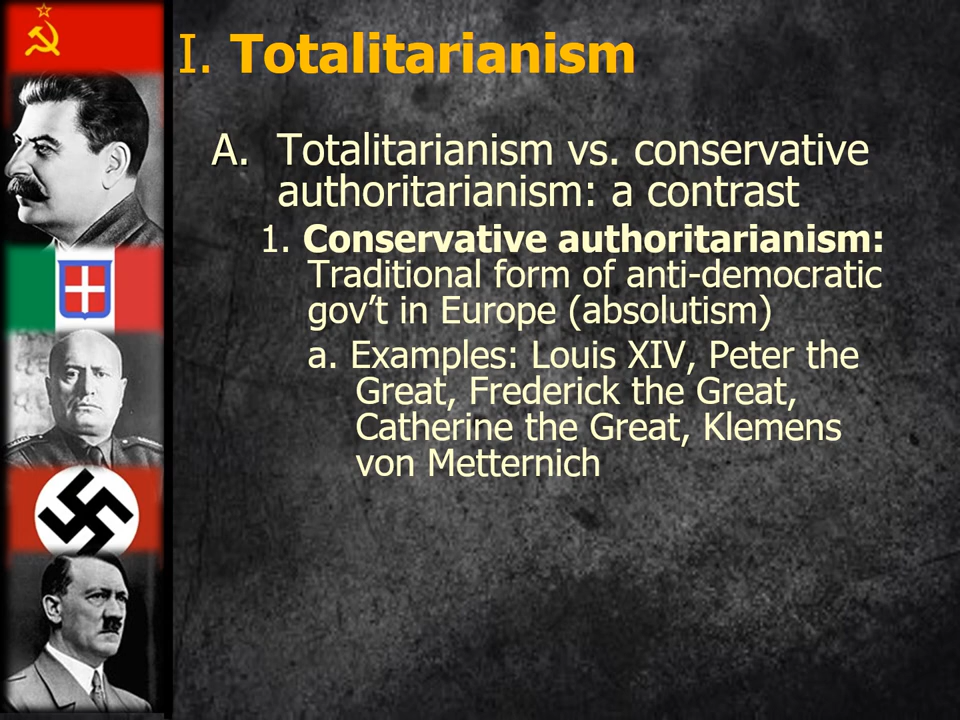 I. Totalitarianism
A. Totalitarianism vs. conservative
authoritarianism: a contrast
1. Conservative authoritarianism:
Traditional form of anti-democratic
gov’t in Europe (absolutism)
a. Examples: Louis XIV, Peter the
Great, Frederick the Great,
Catherine the Great, Klemens
von Metternich